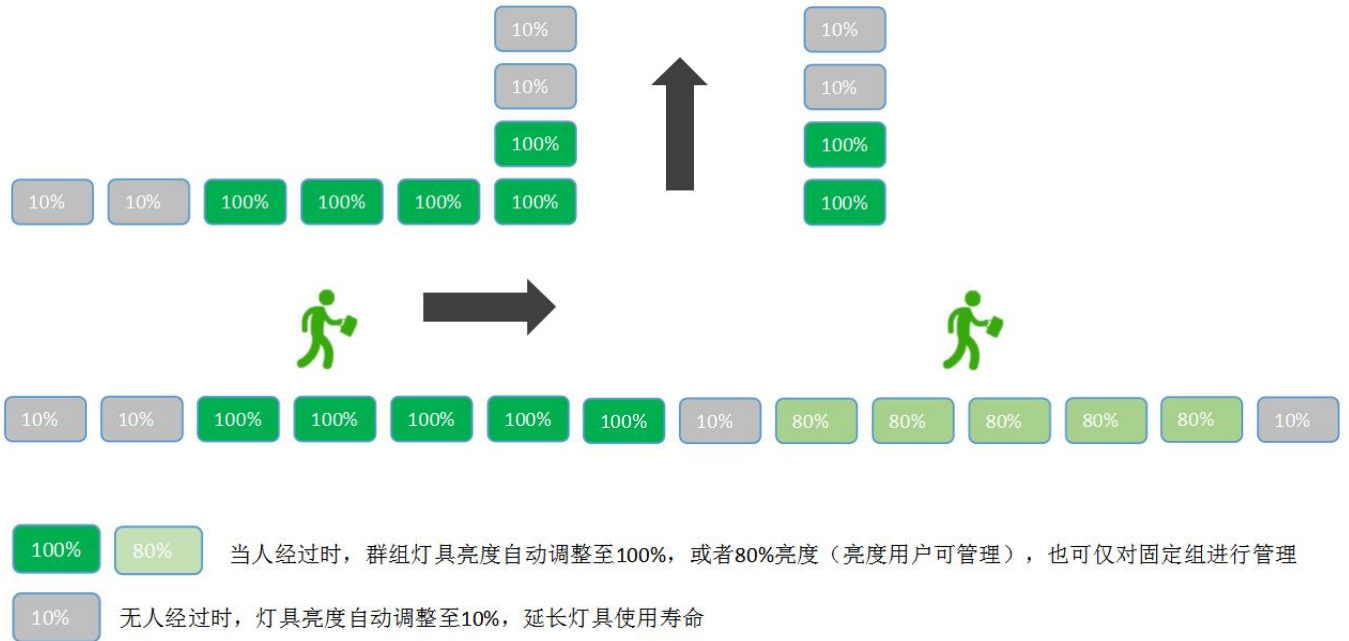 10% 10%
10% 10%
100% 100%
10% 10% 100% 100% 100% 100% 100%
10% 10% 100% 100% 100% 100% 100% 10% 80% 80% 80% 80% 80% 10%
100% 80% 当人经过时，群组灯具亮度自动调整至100%，或者80%亮度（亮度用户可管理），也可仅对固定组进行管理
10% 无人经过时，灯具亮度自动调整至10%，延长灯具使用寿命